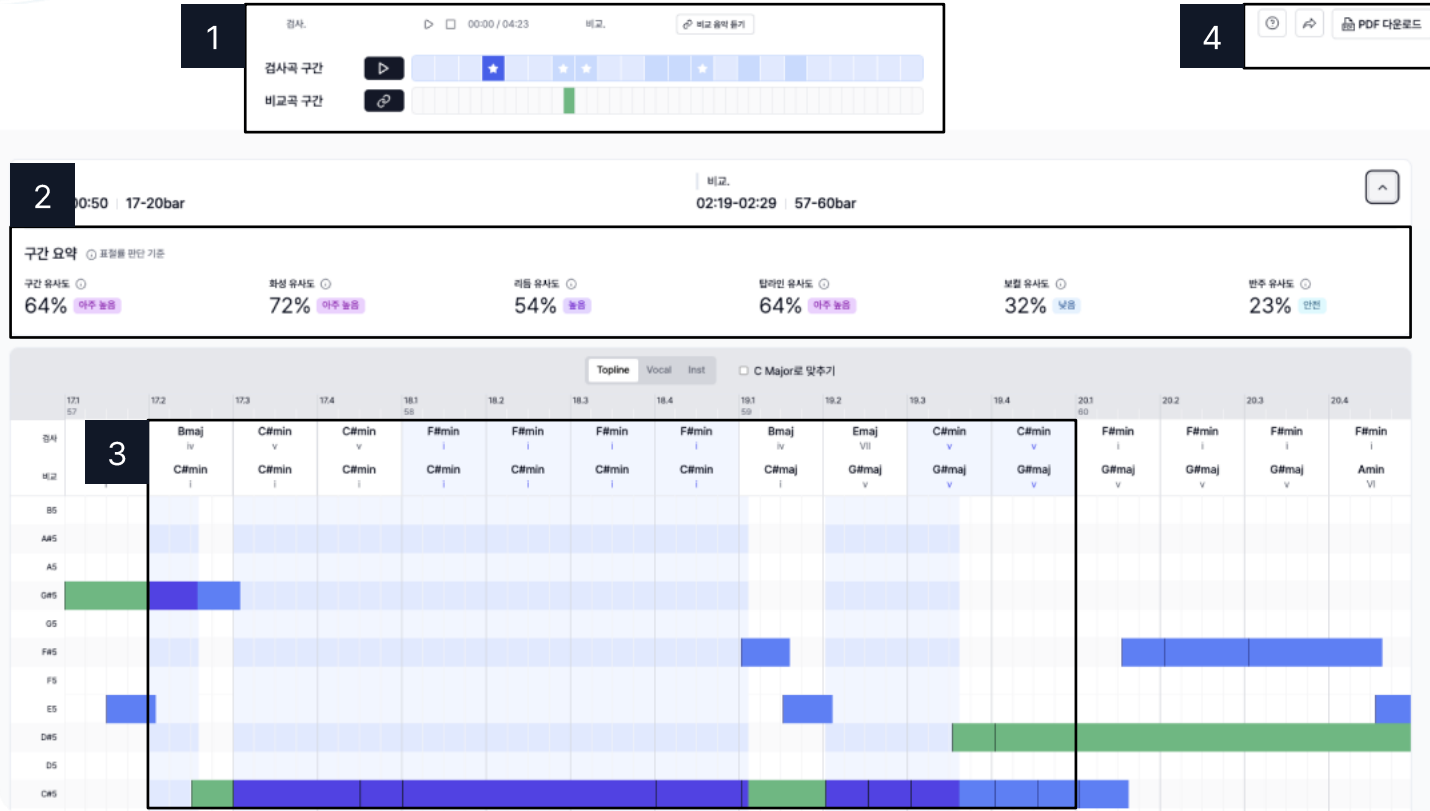 1
검사.
00:00 / 04:23
비교.
비교 음악 듣기
4
PDF 다운로드
검사곡 구간
비교곡 구간
2
00:50 17-20bar
비교.
02:19-02:29 57-60bar
구간 요약 표절률 판단 기준
구간 유사도 화성 유사도 리듬 유사도 탑라인 유사도 보컬 유사도 반주 유사도
64% 아주 높음 72% 아주 높음 54% 높음 64% 아주 높음 32% 낮음 23% 안전
Topline Vocal Inst C Major로 맞추기
17.1 17.2 17.3 17.4 18.1 18.2 18.3 18.4 19.1 19.2 19.3 19.4 20.1 20.2 20.3 20.4
57 58 59 60
3
검사 Bmaj C#min C#min F#min F#min F#min F#min Bmaj Emaj C#min C#min F#min F#min F#min F#min
iv v v i i i i iv VII v v i i i i
비교 C#min C#min C#min C#min C#min C#min C#min C#maj G#maj G#maj G#maj G#maj G#maj G#maj Amin
i i i i i i i i v v v v v v VI
B5
A#5
A5
G#5
G5
F#5
F5
E5
D#5
D5
C#5